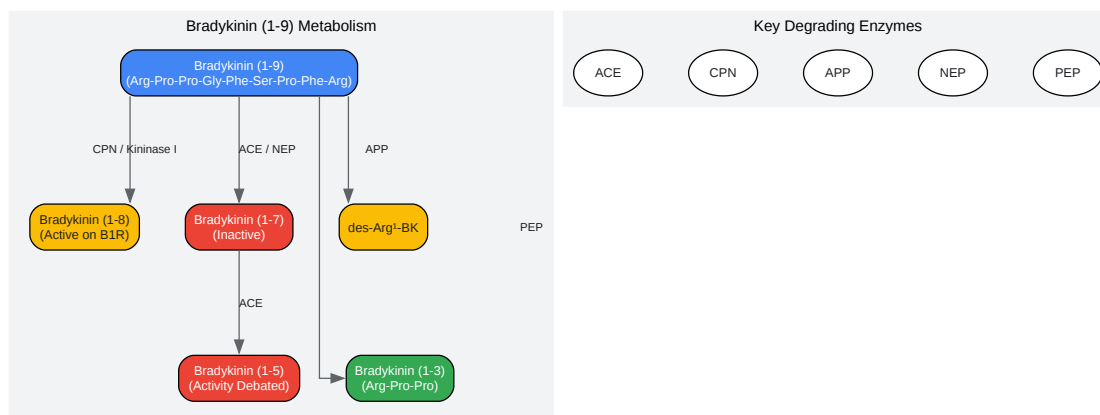 Bradykinin (1-9) Metabolism
Bradykinin (1-9)
(Arg-Pro-Pro-Gly-Phe-Ser-Pro-Phe-Arg)
CPN / Kininase I
ACE / NEP
APP
Bradykinin (1-8)
(Active on B1R)
Bradykinin (1-7)
(Inactive)
des-Arg¹-BK
PEP
ACE
Bradykinin (1-5)
(Activity Debated)
Bradykinin (1-3)
(Arg-Pro-Pro)
Key Degrading Enzymes
ACE
CPN
APP
NEP
PEP